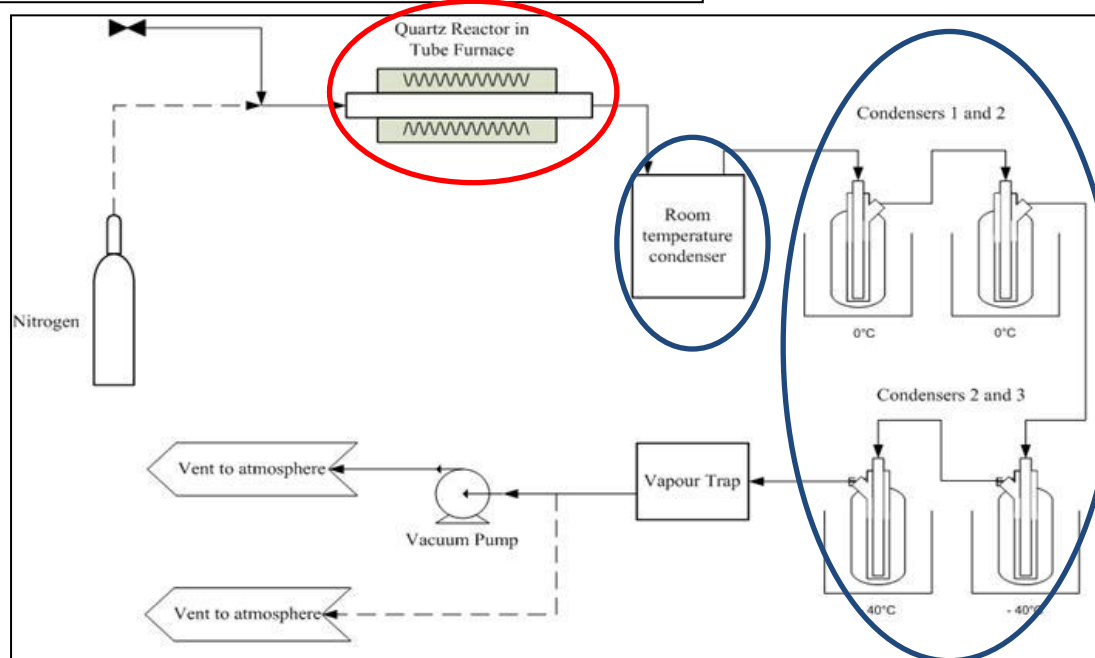 Quartz Reactor in
Tube Furnace
Condensers 1 and 2
Room
temperature
condenser
0°C
0°C
Nitrogen
Condensers 2 and 3
Vent to atmosphere
Vapour Trap
Vacuum Pump
- 40°C
- 40°C
Vent to atmosphere